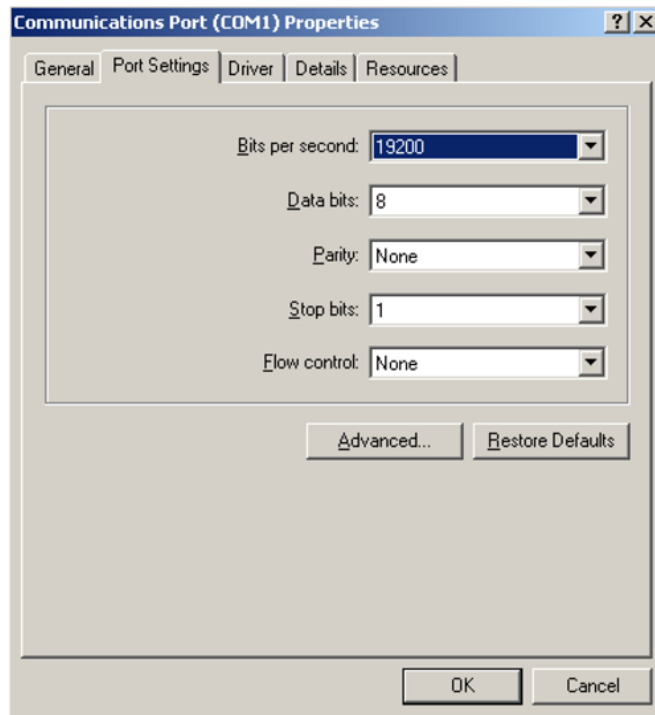 Communications Port (COM1) Properties
General Port Settings Driver Details Resources
Bits per second: 19200
Data bits: 8
Parity: None
Stop bits: 1
Flow control: None
Advanced... Restore Defaults
OK Cancel